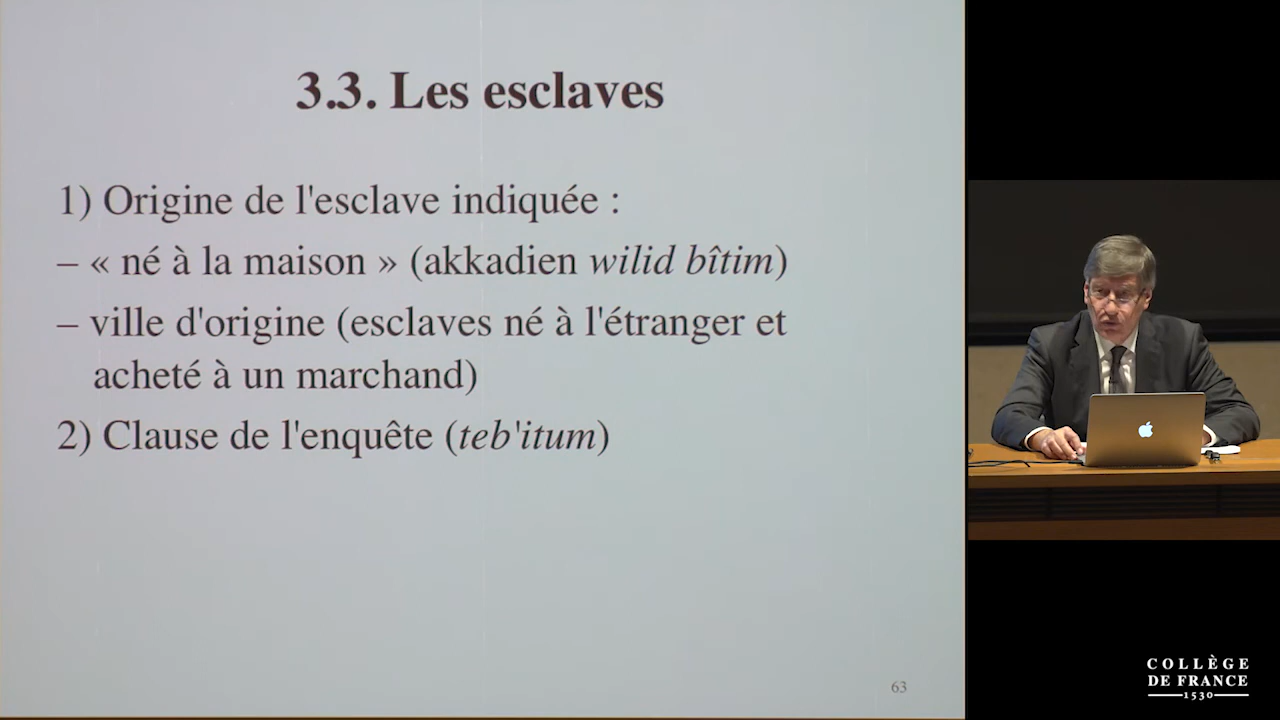 3.3. Les esclaves
1) Origine de l'esclave indiquée :
– « né à la maison » (akkadien wilid bîtim)
– ville d'origine (esclaves né à l'étranger et
acheté à un marchand)
2) Clause de l'enquête (teb'itum)
63
COLLÈGE
DE FRANCE
1530